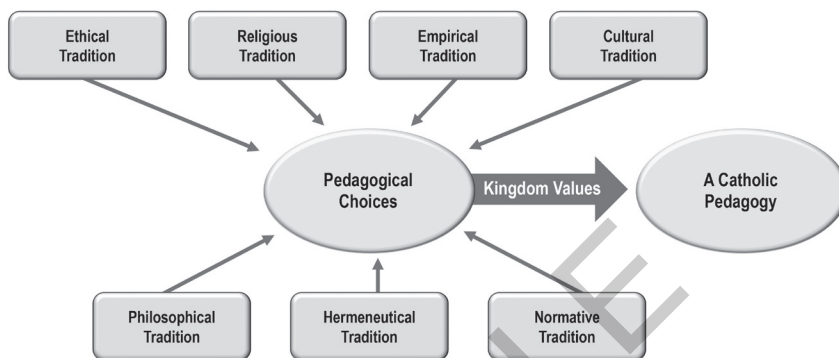 Ethical
Tradition
Religious
Tradition
Empirical
Tradition
Cultural
Tradition
Pedagogical
Choices
Kingdom Values
A Catholic
Pedagogy
Philosophical
Tradition
Hermeneutical
Tradition
Normative
Tradition
L E